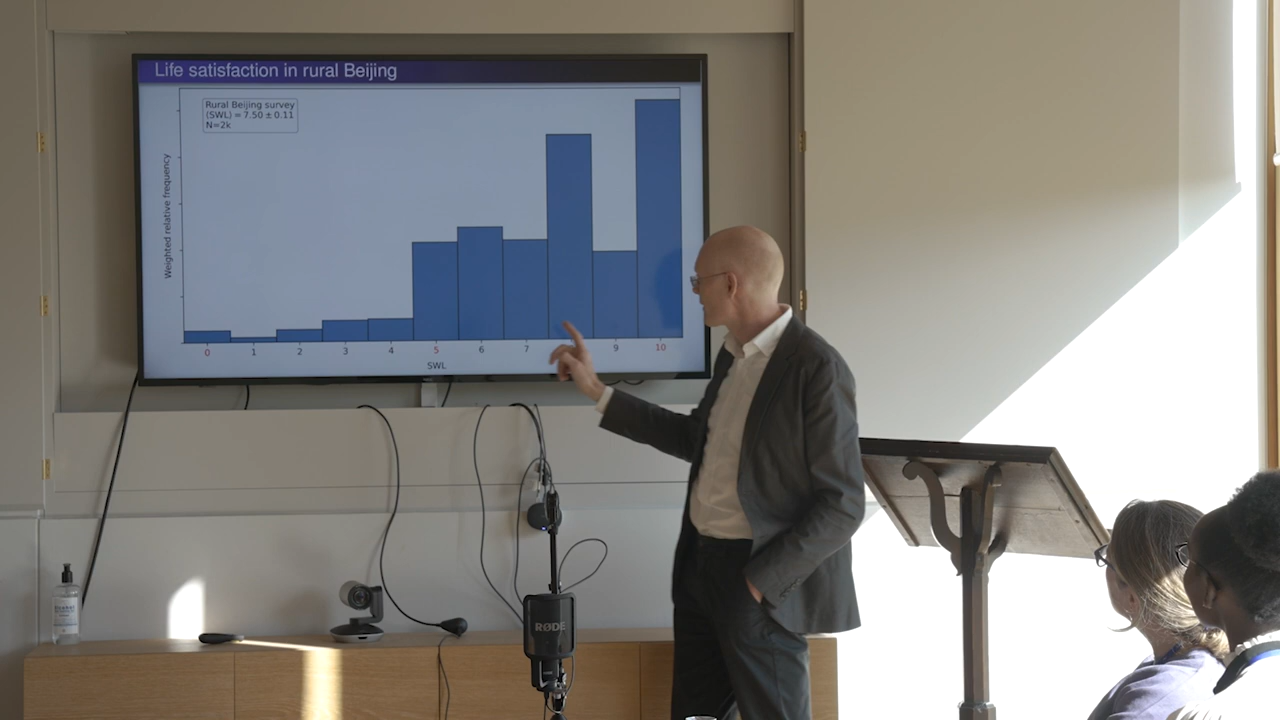 Life satisfaction in rural Beijing
Rural Beijing survey
⟨SWL⟩ = 7.50 ± 0.11
N=2k
Weighted relative frequency
0 1 2 3 4 5 6 7 9 10
SWL
RØDE